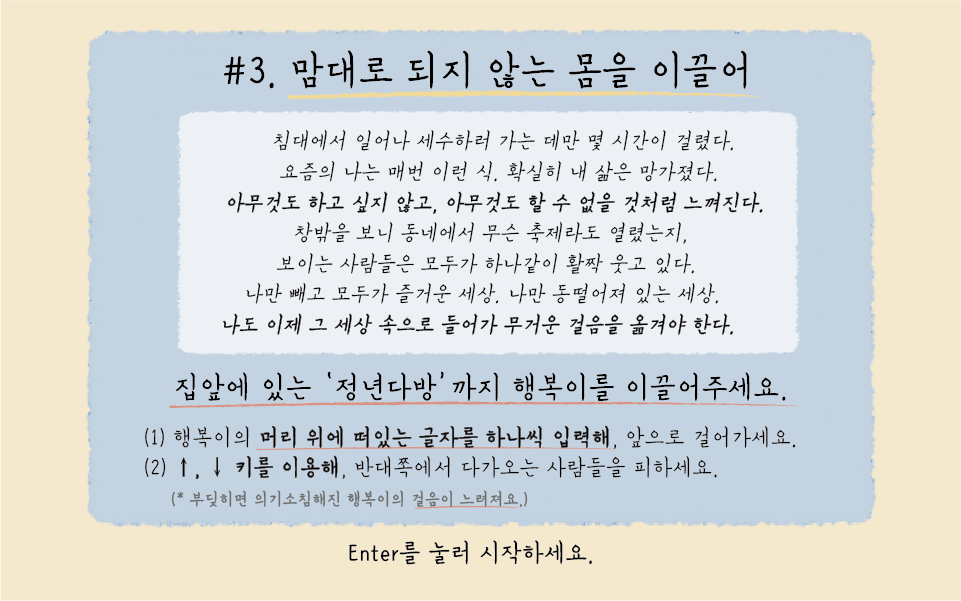 #3. 맘대로 되지 않는 몸을 이끌어
침대에서 일어나 세수하러 가는 데만 몇 시간이 걸렸다.
요즘의 나는 매번 이런 식. 확실히 내 삶은 망가졌다.
아무것도 하고 싶지 않고, 아무것도 할 수 없을 것처럼 느껴진다.
창밖을 보니 동네에서 무슨 축제라도 열렸는지,
보이는 사람들은 모두가 하나같이 활짝 웃고 있다.
나만 빼고 모두가 즐거운 세상. 나만 동떨어져 있는 세상.
나도 이제 그 세상 속으로 들어가 무거운 걸음을 옮겨야 한다.
집앞에 있는 '정년다방'까지 행복이를 이끌어주세요.
(1) 행복이의 머리 위에 떠있는 글자를 하나씩 입력해, 앞으로 걸어가세요.
(2) ↑, ↓ 키를 이용해, 반대쪽에서 다가오는 사람들을 피하세요.
(* 부딪히면 의기소침해진 행복이의 걸음이 느려져요.)
Enter를 눌러 시작하세요.